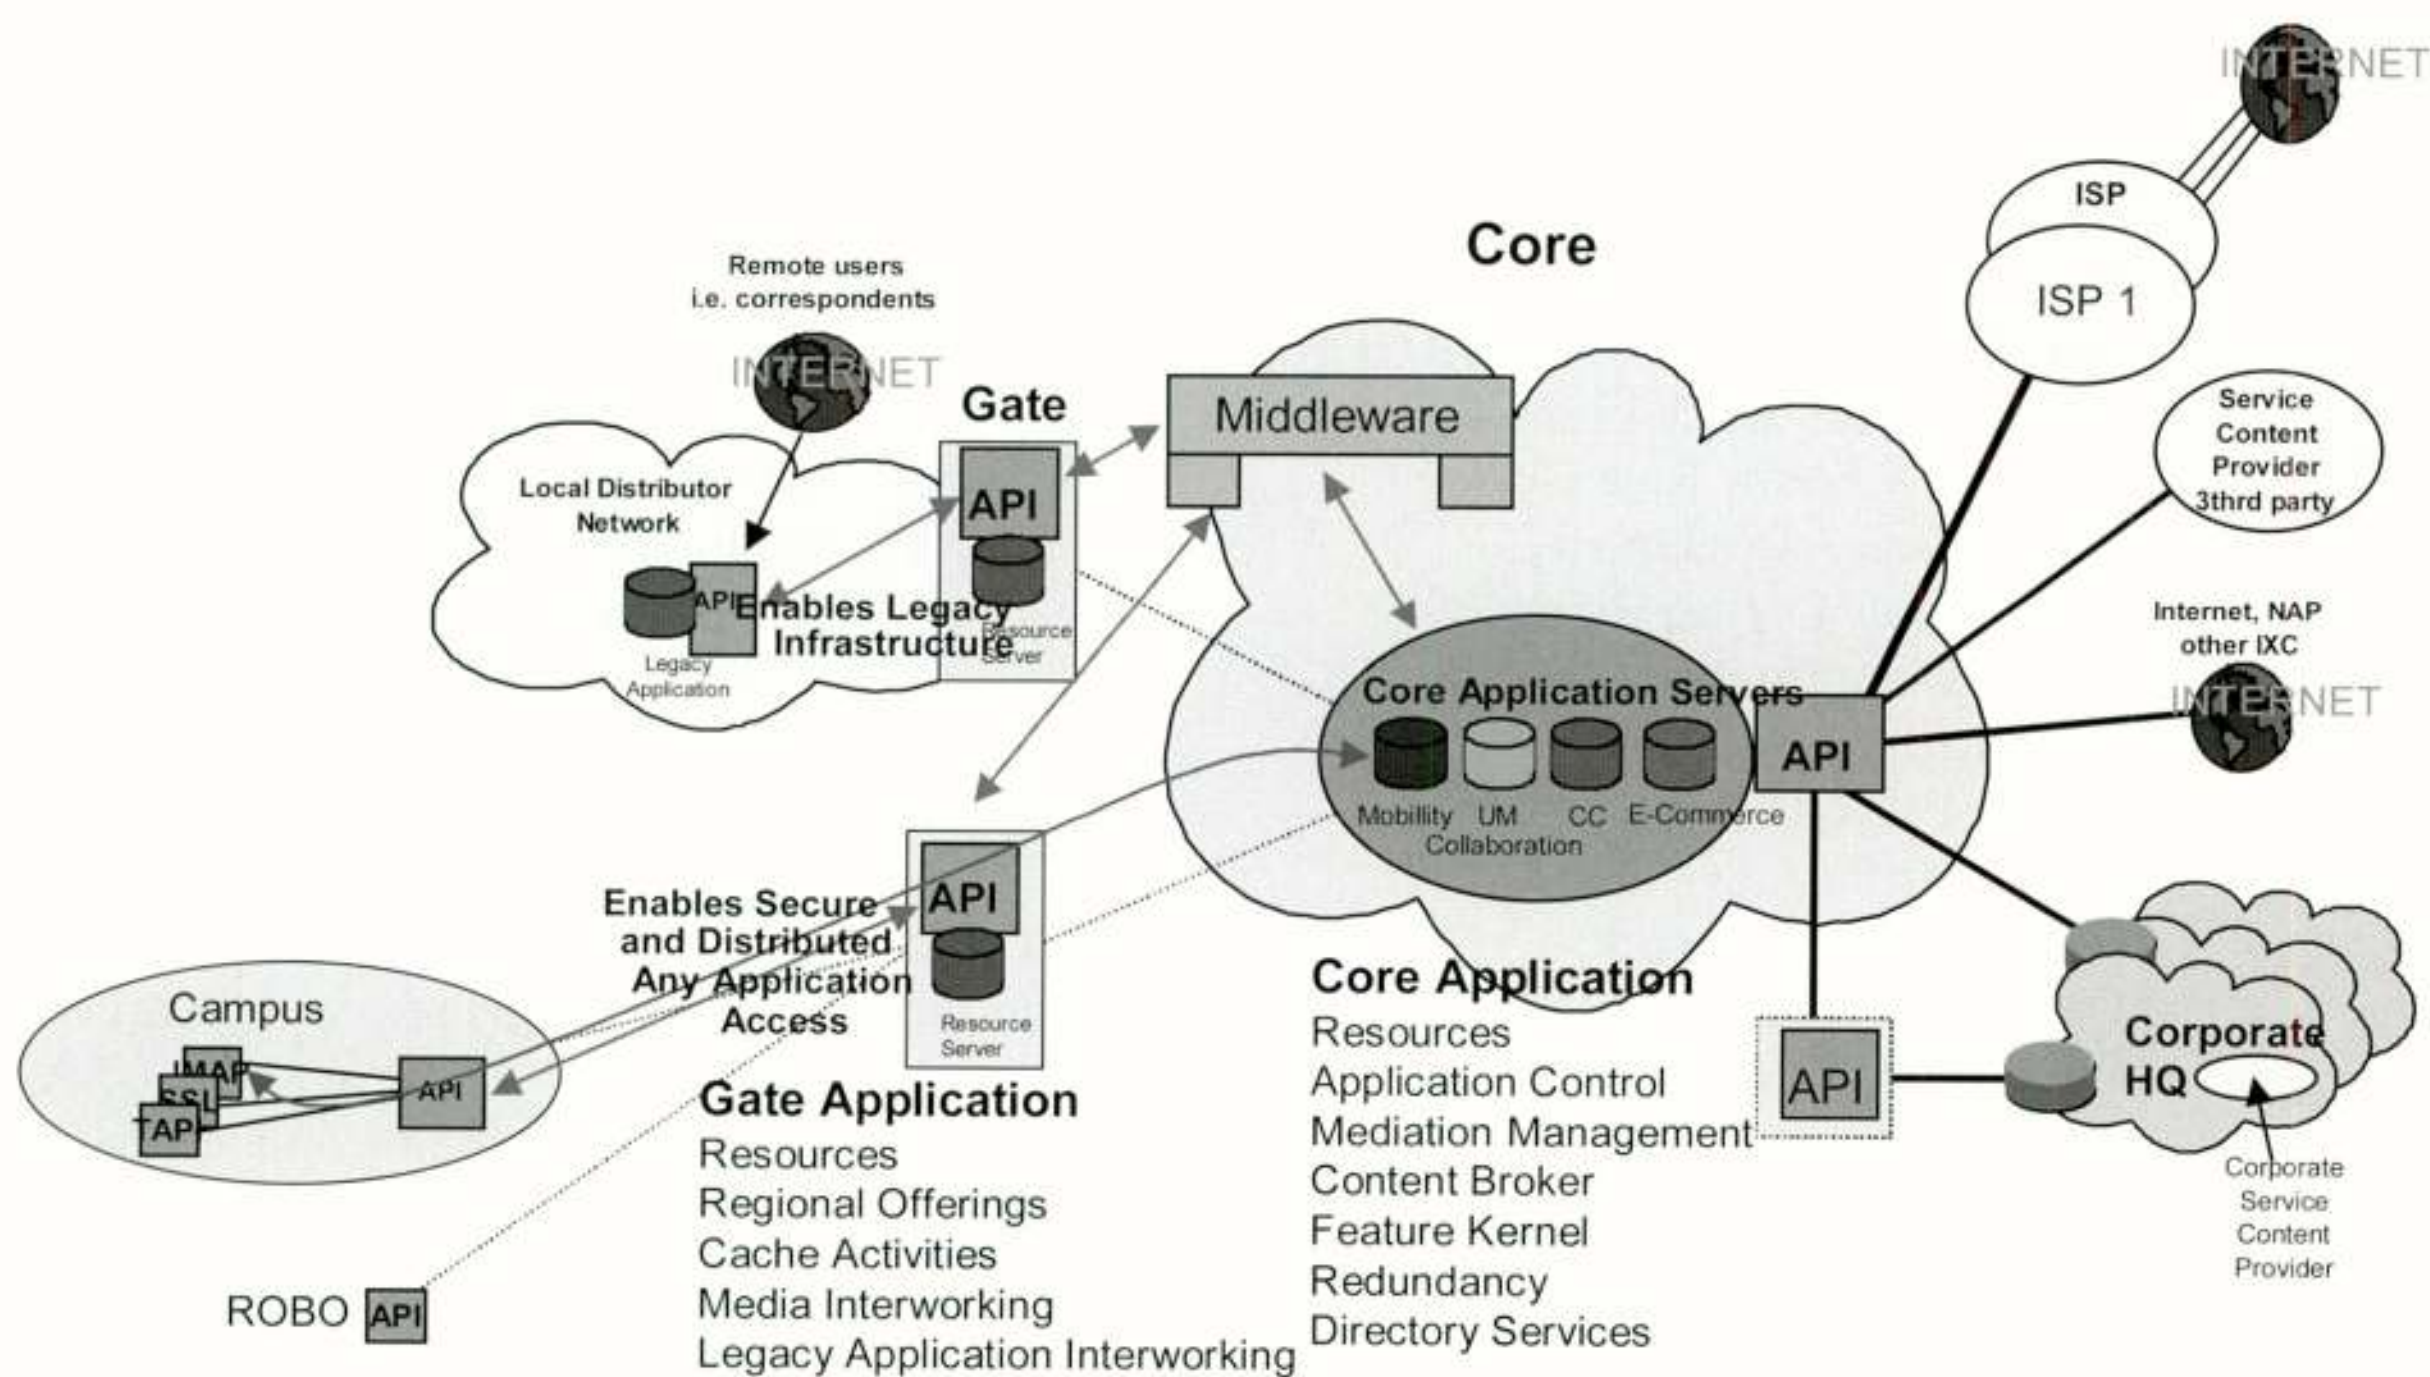 INTERNET
ISP
ISP 1
Core
Remote users
i.e. correspondents
INTERNET
Gate
Middleware
Service
Content
Provider
3thrd party
Local Distributor
Network
API
API
Enables Legacy
Infrastructure
Resource
Server
Legacy
Application
Internet, NAP
other IXC
INTERNET
Core Application Servers
API
Mobillity
UM
CC
E-Commerce
Collaboration
Enables Secure
and Distributed
Any Application
Access
API
Resource
Server
Campus
IMAP
SSL
TAP
API
Gate Application
Resources
Regional Offerings
Cache Activities
Media Interworking
Legacy Application Interworking
ROBO
API
Core Application
Resources
Application Control
Mediation Management
Content Broker
Feature Kernel
Redundancy
Directory Services
API
Corporate
HQ
Corporate
Service
Content
Provider